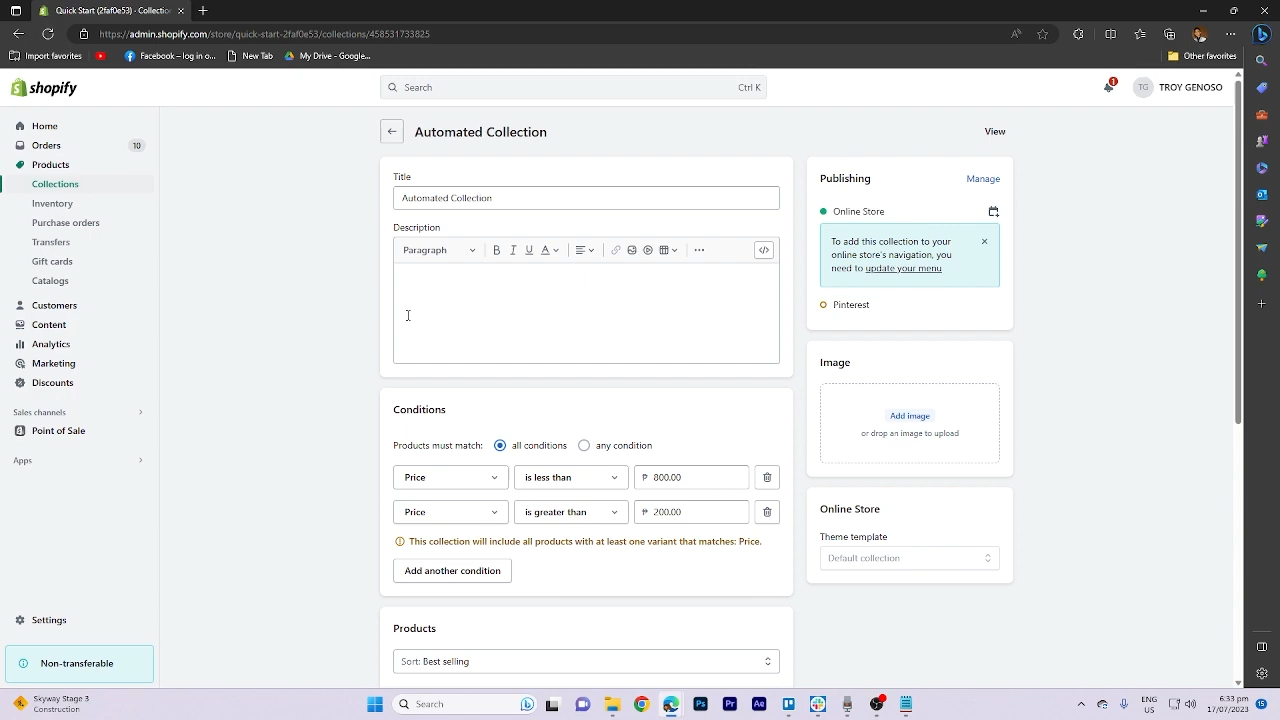 Quick Start (2faf0e53) - Collection
https://admin.shopify.com/store/quick-start-2faf0e53/collections/458531733825
Import favorites
Facebook – log in o...
New Tab
My Drive - Google...
Other favorites
shopify
Search
Ctrl K
1
TG
TROY GENOSO
Home
Orders
10
Products
Collections
Inventory
Purchase orders
Transfers
Gift cards
Catalogs
Customers
Content
Analytics
Marketing
Discounts
Sales channels
Point of Sale
Apps
Settings
Non-transferable
Automated Collection
View
Title
Automated Collection
Description
Paragraph
B I U A
Conditions
Products must match:
all conditions
any condition
Price
is less than
₱ 800.00
Price
is greater than
₱ 200.00
This collection will include all products with at least one variant that matches: Price.
Add another condition
Products
Sort: Best selling
Publishing
Manage
Online Store
To add this collection to your
online store's navigation, you
need to update your menu
Pinterest
Image
Add image
or drop an image to upload
Online Store
Theme template
Default collection
Skyway Stage 3
Construction
Search
Ps
Pr
Ae
ENG
US
6:33 pm
17/07/2023